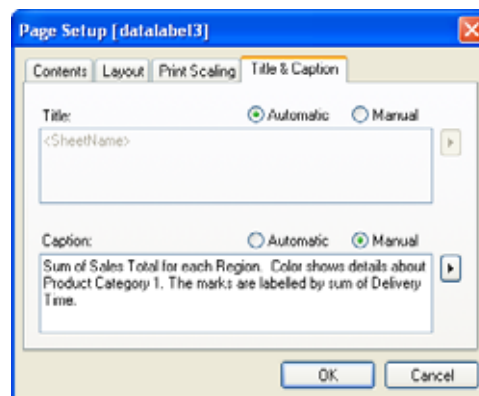 Page Setup [datalabel3]
Contents Layout Print Scaling Title & Caption
Title: Automatic Manual
<SheetName>
Caption: Automatic Manual
Sum of Sales Total for each Region. Color shows details about
Product Category 1. The marks are labelled by sum of Delivery
Time.
OK Cancel